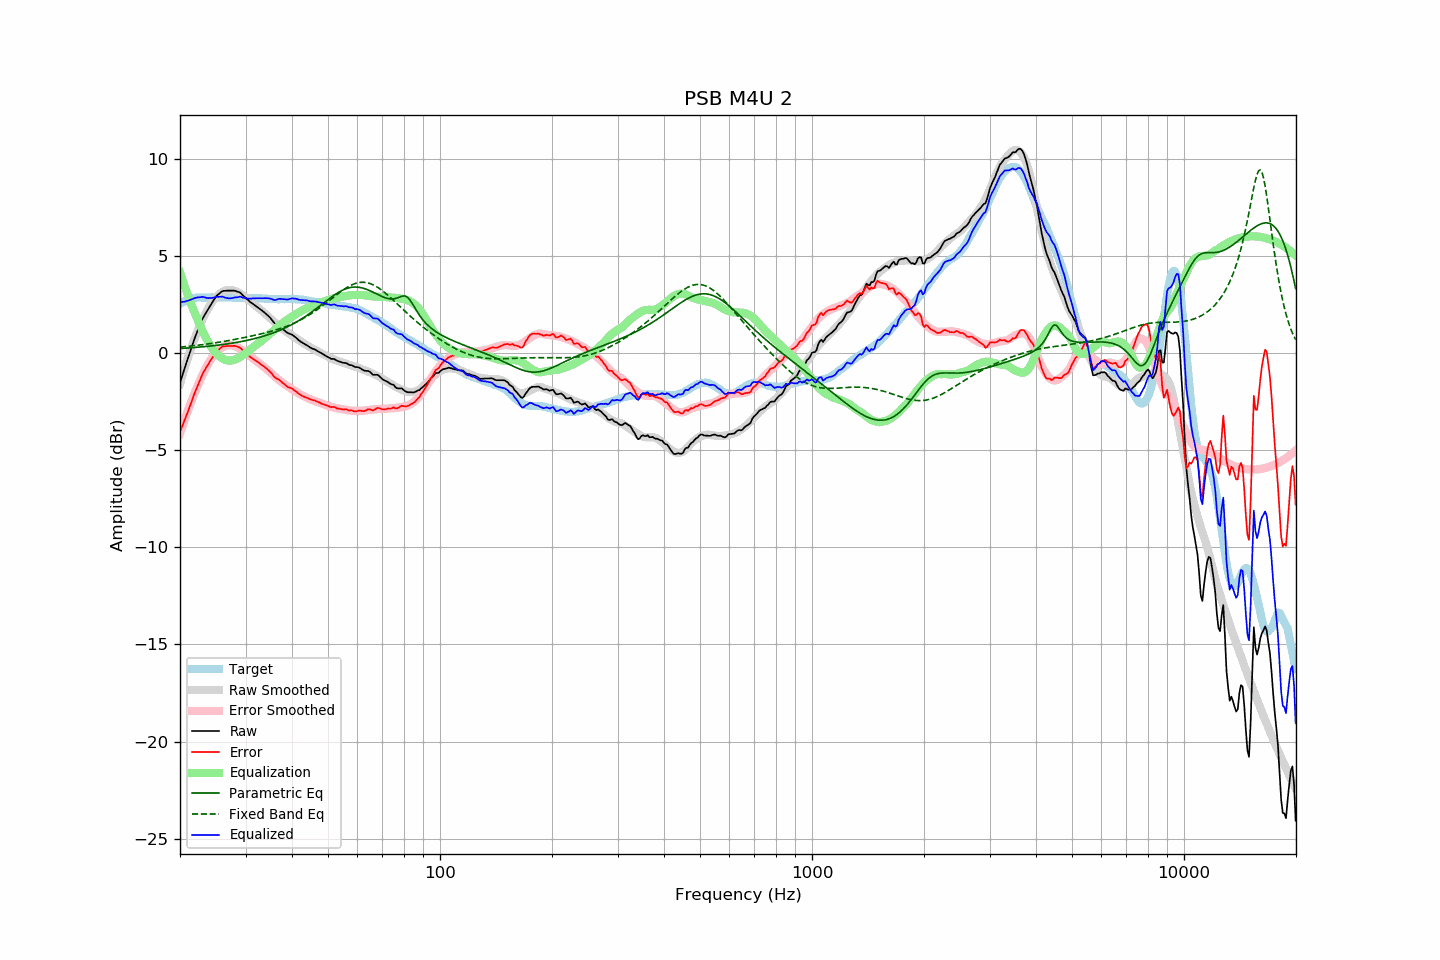 PSB M4U 2
Amplitude (dBr)
10
5
0
−5
−10
−15
−20
−25
Target
Raw Smoothed
Error Smoothed
Raw
Error
Equalization
Parametric Eq
Fixed Band Eq
Equalized
100
1000
10000
Frequency (Hz)